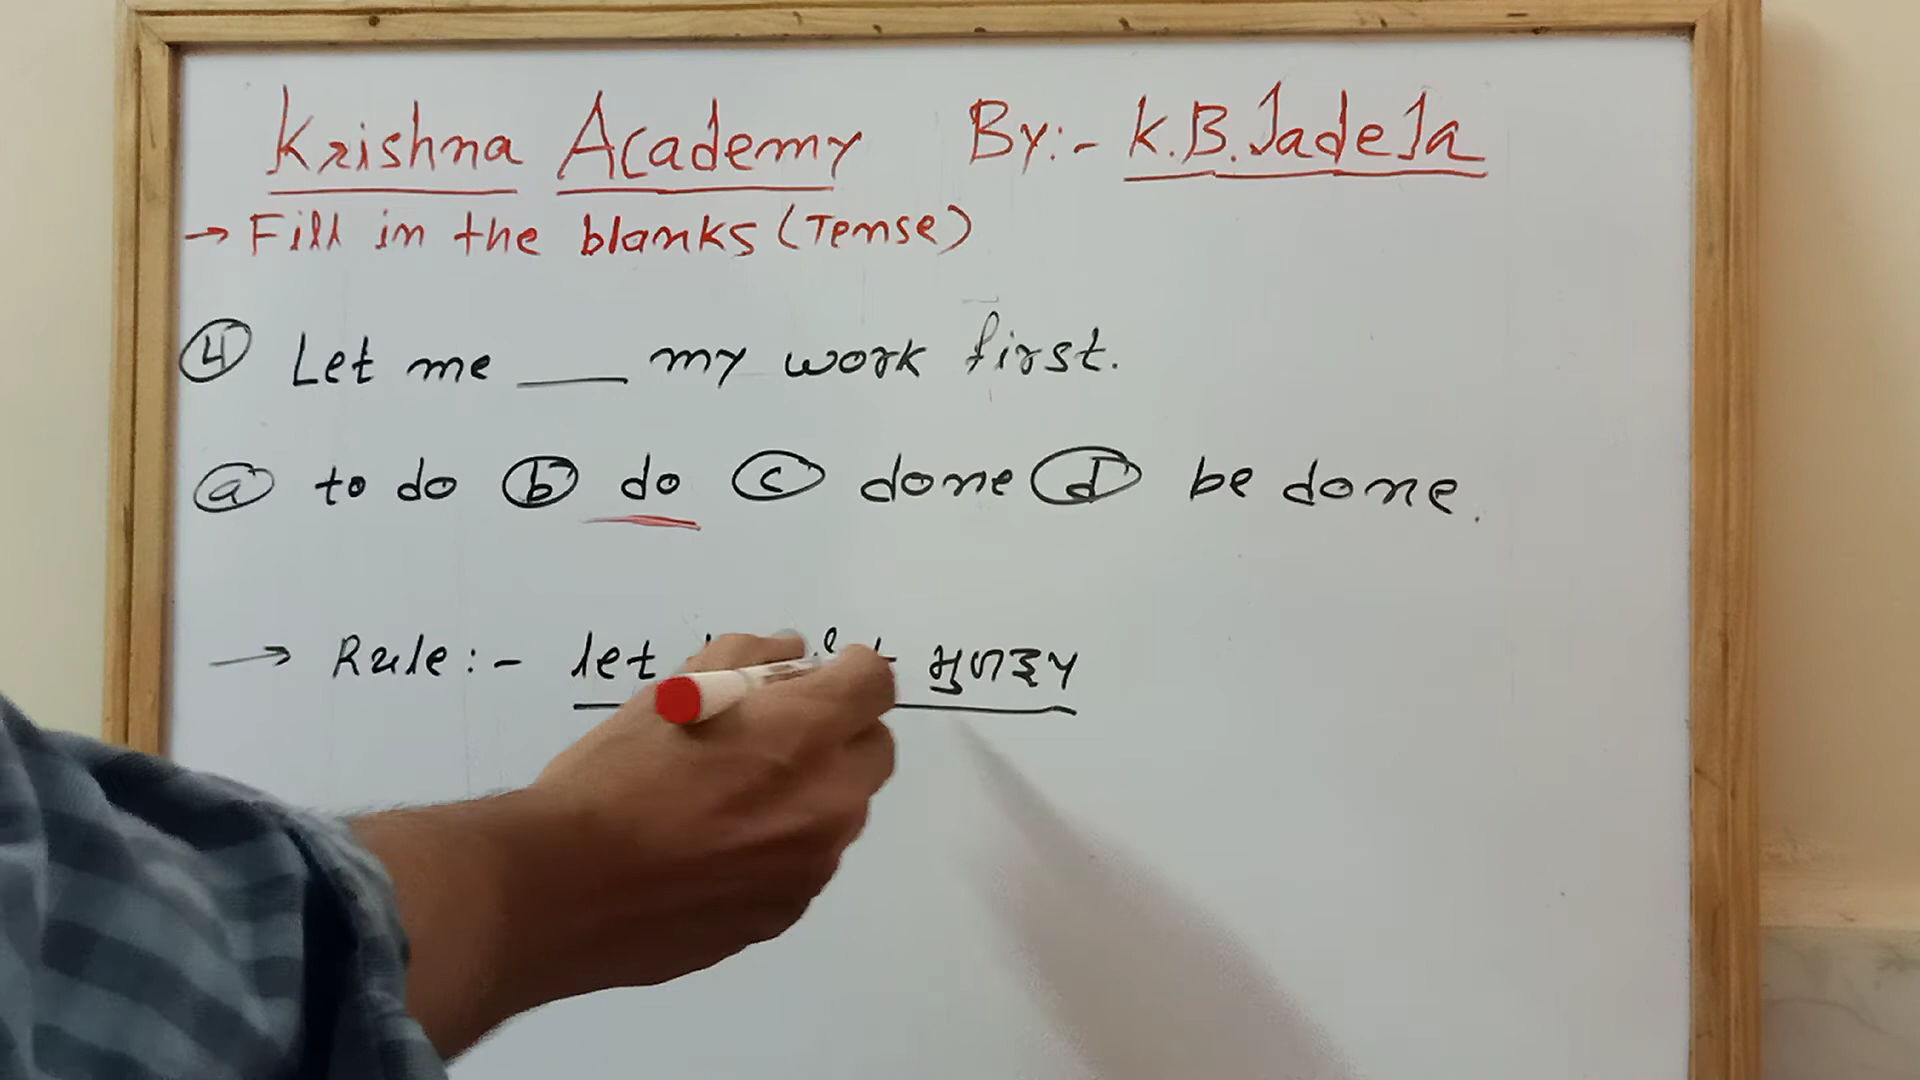 Krishna Academy By:- K.B. Jadeja
→ Fill in the blanks (Tense)
4 Let me ___ my work first.
a to do b do c done d be done.
→ Rule:- let મુળરૂપ